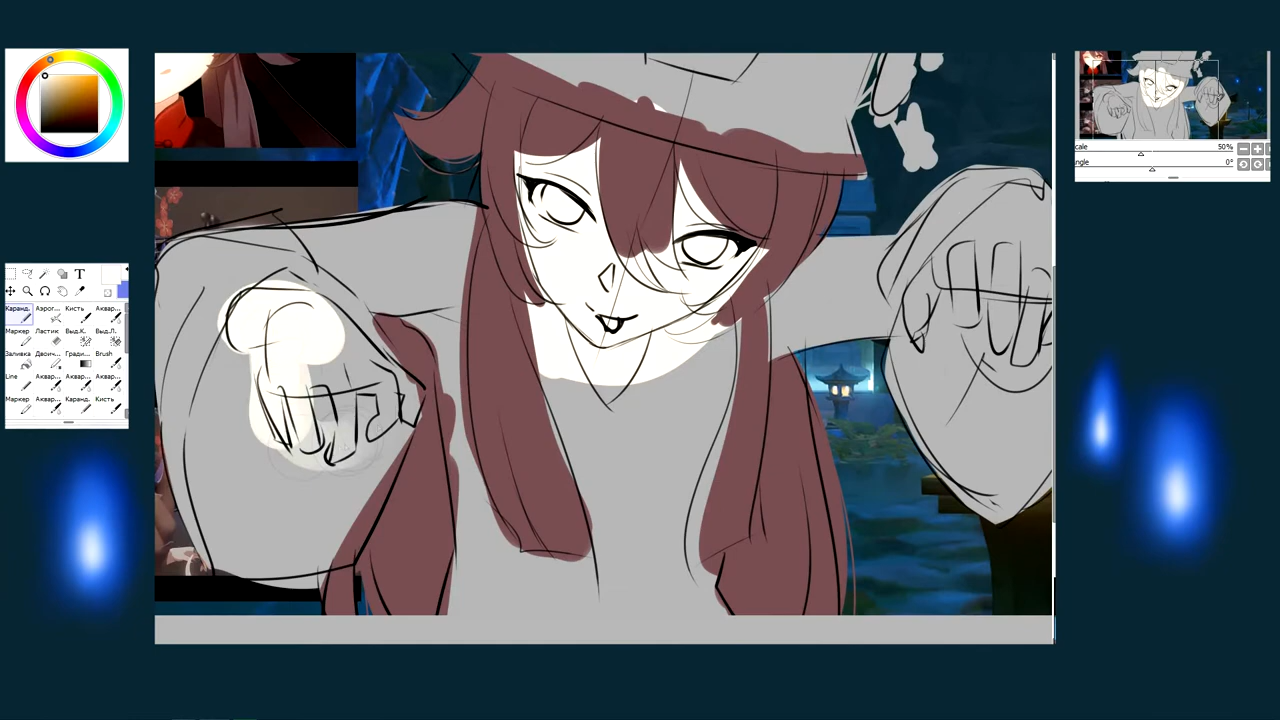 T
Каранд.
Аэрог...
Кисть
Аквар...
Маркер
Ластик
Выд.К.
Выд.Л.
Заливка
Двоич...
Гради...
Brush
Line
Аквар...
Аквар...
Аквар...
Маркер
Аквар...
Каранд.
Кисть
cale 50%
ngle 0°